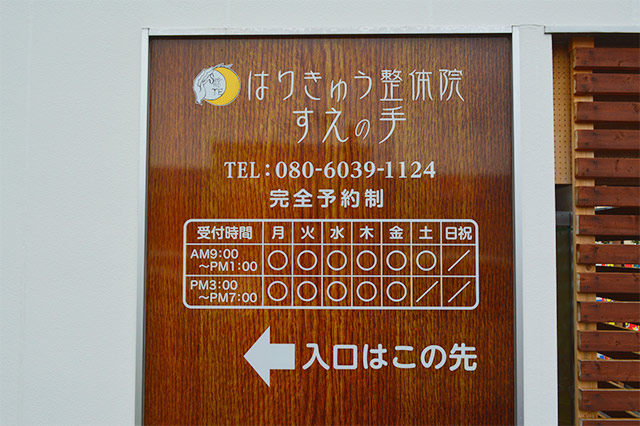 はりきゅう整体院
すえの手
TEL：080-6039-1124
完全予約制
受付時間 月 火 水 木 金 土 日祝
AM9：00
～PM1：00 ○ ○ ○ ○ ○ ○ ／
PM3：00
～PM7：00 ○ ○ ○ ○ ○ ／ ／
← 入口はこの先